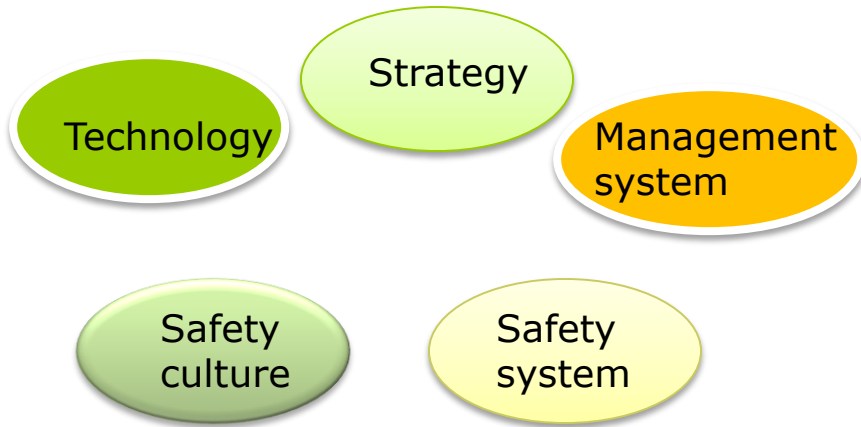 Strategy
Technology
Management
system
Safety
culture
Safety
system